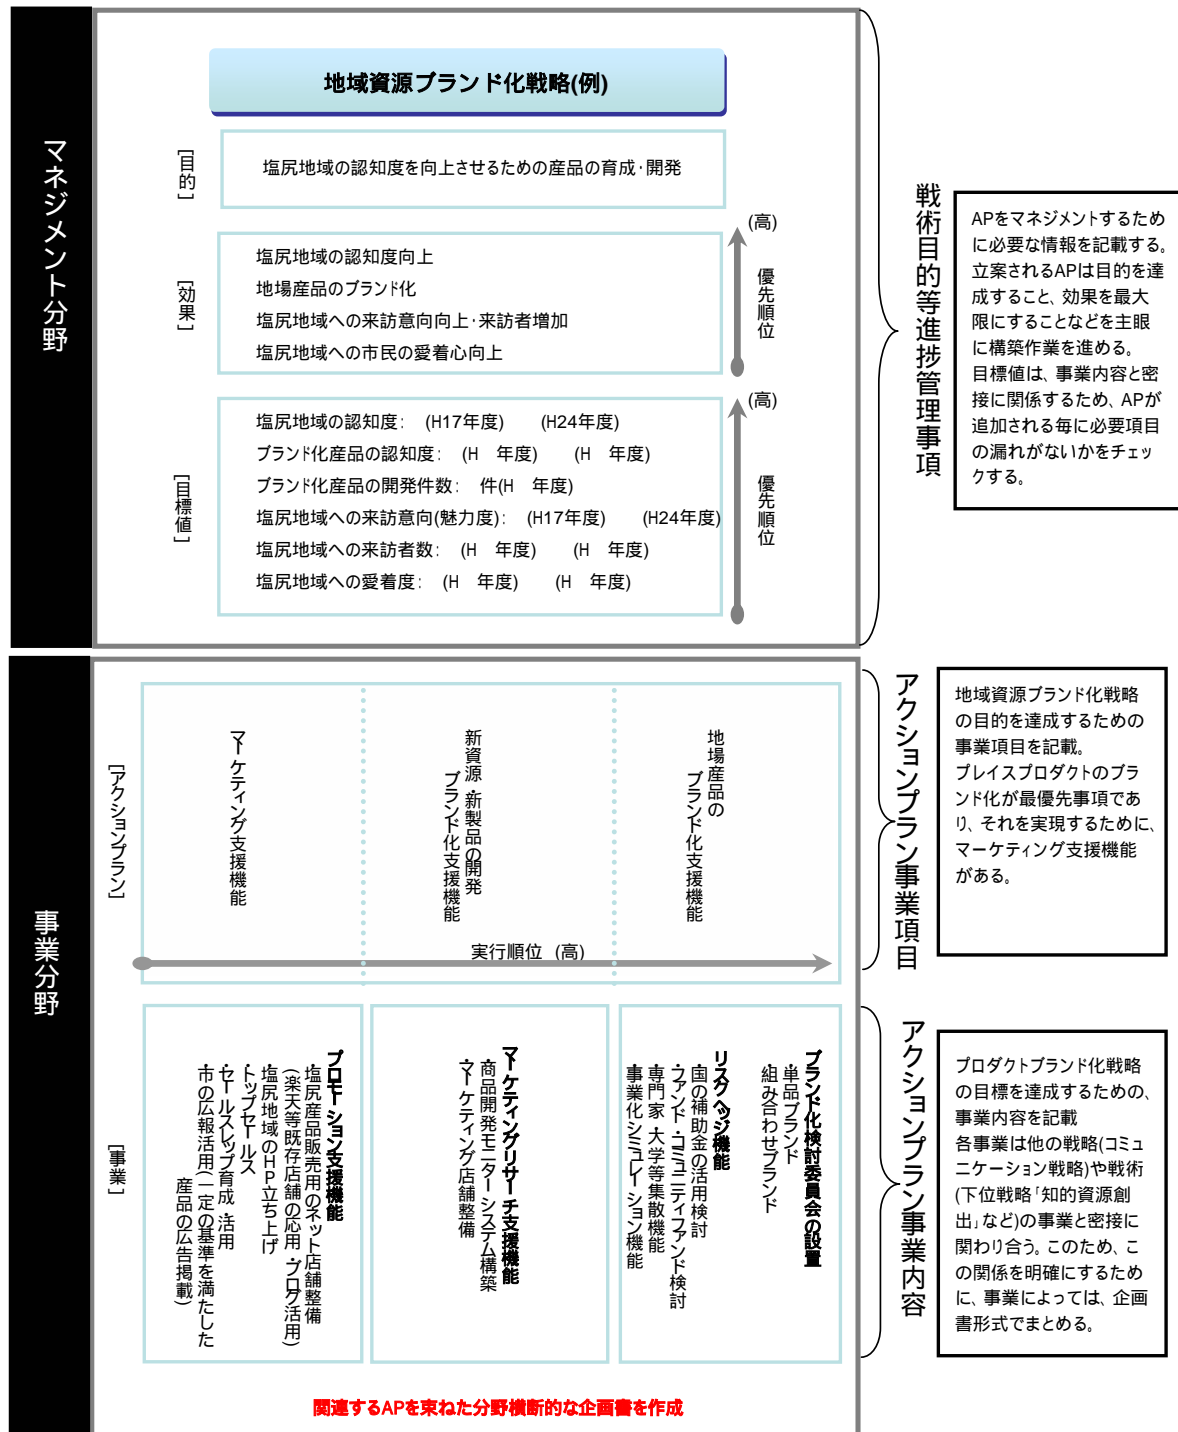 マネジメント分野
地域資源ブランド化戦略(例)
[目的]
塩尻地域の認知度を向上させるための産品の育成・開発
[効果]
塩尻地域の認知度向上
地場産品のブランド化
塩尻地域への来訪意向向上・来訪者増加
塩尻地域への市民の愛着心向上
(高)
優先順位
[目標値]
塩尻地域の認知度: (H17年度) (H24年度)
ブランド化産品の認知度: (H 年度) (H 年度)
ブランド化産品の開発件数: 件(H 年度)
塩尻地域への来訪意向(魅力度): (H17年度) (H24年度)
塩尻地域への来訪者数: (H 年度) (H 年度)
塩尻地域への愛着度: (H 年度) (H 年度)
(高)
優先順位
戦術目的等進捗管理事項
APをマネジメントするため
に必要な情報を記載する。
立案されるAPは目的を達
成すること、効果を最大
限にすることなどを主眼
に構築作業を進める。
目標値は、事業内容と密
接に関係するため、APが
追加される毎に必要項目
の漏れがないかをチェッ
クする。
事業分野
[アクションプラン]
地場産品の
ブランド化支援機能
新資源・新製品の開発
ブランド化支援機能
マーケティング支援機能
実行順位 (高)
アクションプラン事業項目
地域資源ブランド化戦略
の目的を達成するための
事業項目を記載。
プレイスプロダクトのブラ
ンド化が最優先事項であ
り、それを実現するために、
マーケティング支援機能
がある。
[事業]
ブランド化検討委員会の設置
単品ブランド
組み合わせブランド
リスクヘッジ機能
国の補助金の活用検討
・ファンド・コミュニティファンド検討
専門家・大学等集散機能
事業化シミュレーション機能
マーケティングリサーチ支援機能
商品開発モニターシステム構築
・マーケティング店舗整備
プロモーション支援機能
塩尻産品販売用のネット店舗整備
(楽天等既存店舗の応用・ブログ活用)
塩尻地域のHP立ち上げ
トップセールス
・セールスレップ育成・活用
市の広報活用(一定の基準を満たした
産品の広告掲載)
アクションプラン事業内容
プロダクトブランド化戦略
の目標を達成するための、
事業内容を記載
各事業は他の戦略(コミュ
ニケーション戦略)や戦術
(下位戦略「知的資源創
出」など)の事業と密接に
関わり合う。このため、こ
の関係を明確にするため
に、事業によっては、企画
書形式でまとめる。
関連するAPを束ねた分野横断的な企画書を作成